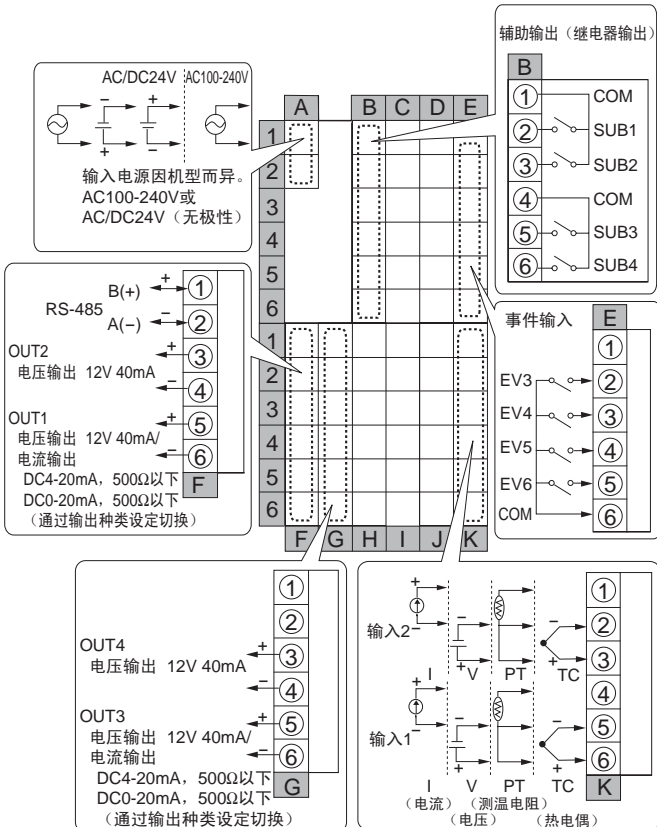 AC/DC24V AC100-240V
− + + −
输入电源因机型而异。
AC100-240V或
AC/DC24V（无极性）
辅助输出（继电器输出）
B
① COM
② SUB1
③ SUB2
④ COM
⑤ SUB3
⑥ SUB4
A B C D E
1
2
3
4
5
6
1
2
3
4
5
6
F G H I J K
B(+) + ①
RS-485
A(−) − ②
OUT2 + ③
电压输出 12V 40mA
− ④
OUT1 + ⑤
电压输出 12V 40mA/
− ⑥
电流输出
DC4-20mA，500Ω以下
F
DC0-20mA，500Ω以下
（通过输出种类设定切换）
事件输入 E
①
EV3 ②
EV4 ③
EV5 ④
EV6 ⑤
COM ⑥
①
②
OUT4 + ③
电压输出 12V 40mA
− ④
OUT3 + ⑤
电压输出 12V 40mA/
− ⑥
电流输出
DC4-20mA，500Ω以下
G
DC0-20mA，500Ω以下
（通过输出种类设定切换）
①
+ − − ②
输入2 − + + ③
I V PT TC
④
+ − − ⑤
输入1 − + + ⑥
I V PT TC K
（电流）（测温电阻）
（电压） （热电偶）